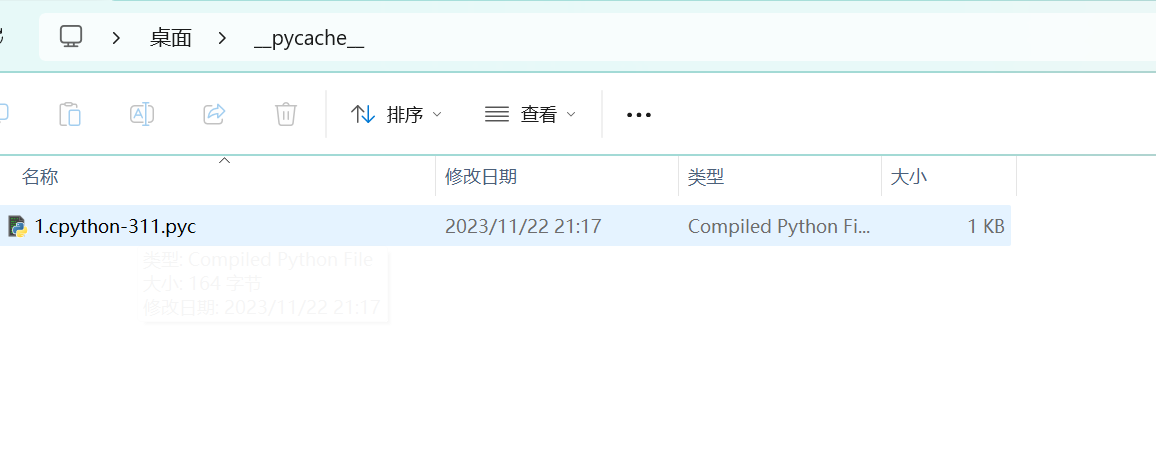 桌面 __pycache__
排序 查看
名称 修改日期 类型 大小
1.cpython-311.pyc 2023/11/22 21:17 Compiled Python Fi... 1 KB
类型: Compiled Python File
大小: 164 字节
修改日期: 2023/11/22 21:17